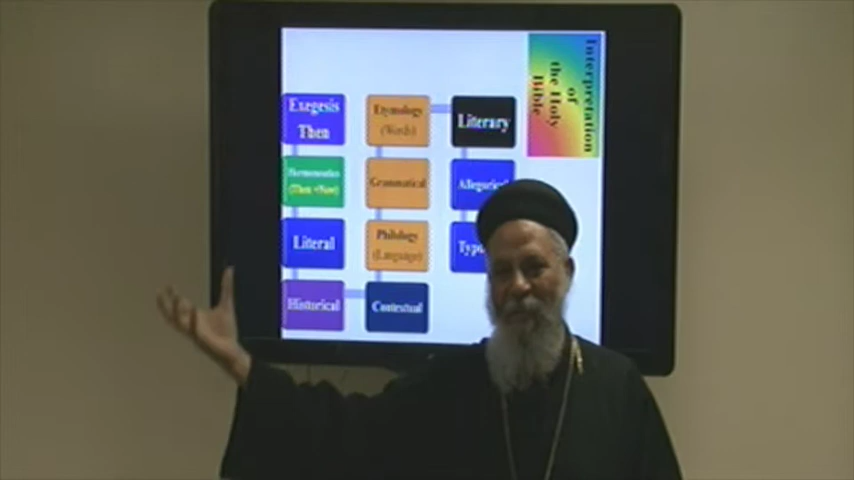 Interpretation
of
the Holy
Bible
Exegesis
Then
Hermeneutics
(Then +Now)
Literal
Historical
Etymology
(Words)
Grammatical
Philology
(Language)
Contextual
Literary
Allegorical